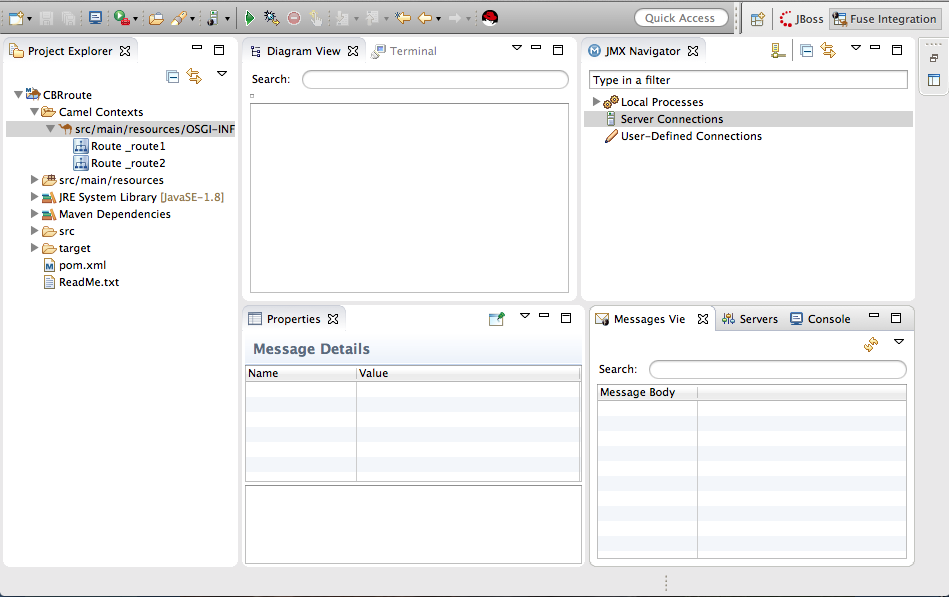 Quick Access
JBoss
Fuse Integration
Project Explorer
CBRroute
Camel Contexts
src/main/resources/OSGI-INF
Route _route1
Route _route2
src/main/resources
JRE System Library [JavaSE-1.8]
Maven Dependencies
src
target
pom.xml
ReadMe.txt
Diagram View
Terminal
Search:
JMX Navigator
Type in a filter
Local Processes
Server Connections
User-Defined Connections
Properties
Message Details
Name Value
Messages Vie
Servers
Console
Search:
Message Body